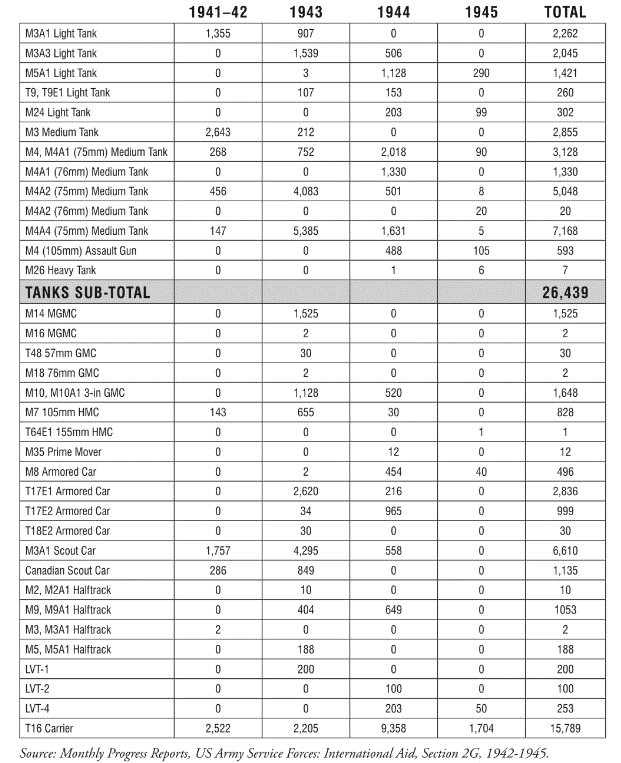 1941–42 1943 1944 1945 TOTAL
M3A1 Light Tank 1,355 907 0 0 2,262
M3A3 Light Tank 0 1,539 506 0 2,045
M5A1 Light Tank 0 3 1,128 290 1,421
T9, T9E1 Light Tank 0 107 153 0 260
M24 Light Tank 0 0 203 99 302
M3 Medium Tank 2,643 212 0 0 2,855
M4, M4A1 (75mm) Medium Tank 268 752 2,018 90 3,128
M4A1 (76mm) Medium Tank 0 0 1,330 0 1,330
M4A2 (75mm) Medium Tank 456 4,083 501 8 5,048
M4A2 (76mm) Medium Tank 0 0 0 20 20
M4A4 (75mm) Medium Tank 147 5,385 1,631 5 7,168
M4 (105mm) Assault Gun 0 0 488 105 593
M26 Heavy Tank 0 0 1 6 7
TANKS SUB-TOTAL 26,439
M14 MGMC 0 1,525 0 0 1,525
M16 MGMC 0 2 0 0 2
T48 57mm GMC 0 30 0 0 30
M18 76mm GMC 0 2 0 0 2
M10, M10A1 3-in GMC 0 1,128 520 0 1,648
M7 105mm HMC 143 655 30 0 828
T64E1 155mm HMC 0 0 0 1 1
M35 Prime Mover 0 0 12 0 12
M8 Armored Car 0 2 454 40 496
T17E1 Armored Car 0 2,620 216 0 2,836
T17E2 Armored Car 0 34 965 0 999
T18E2 Armored Car 0 30 0 0 30
M3A1 Scout Car 1,757 4,295 558 0 6,610
Canadian Scout Car 286 849 0 0 1,135
M2, M2A1 Halftrack 0 10 0 0 10
M9, M9A1 Halftrack 0 404 649 0 1053
M3, M3A1 Halftrack 2 0 0 0 2
M5, M5A1 Halftrack 0 188 0 0 188
LVT-1 0 200 0 0 200
LVT-2 0 0 100 0 100
LVT-4 0 0 203 50 253
T16 Carrier 2,522 2,205 9,358 1,704 15,789
Source: Monthly Progress Reports, US Army Service Forces: International Aid, Section 2G, 1942-1945.